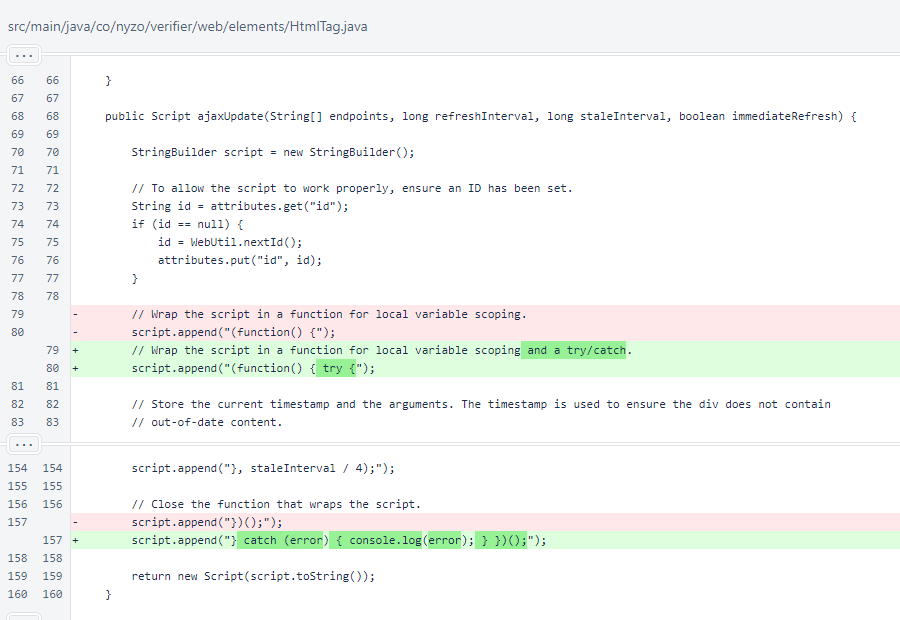 src/main/java/co/nyzo/verifier/web/elements/HtmlTag.java
...
66 66 }
67 67
68 68 public Script ajaxUpdate(String[] endpoints, long refreshInterval, long staleInterval, boolean immediateRefresh) {
69 69
70 70 StringBuilder script = new StringBuilder();
71 71
72 72 // To allow the script to work properly, ensure an ID has been set.
73 73 String id = attributes.get("id");
74 74 if (id == null) {
75 75 id = WebUtil.nextId();
76 76 attributes.put("id", id);
77 77 }
78 78
79 - // Wrap the script in a function for local variable scoping.
80 - script.append("(function() {");
79 + // Wrap the script in a function for local variable scoping and a try/catch.
80 + script.append("(function() { try {");
81 81
82 82 // Store the current timestamp and the arguments. The timestamp is used to ensure the div does not contain
83 83 // out-of-date content.
...
154 154 script.append("}, staleInterval / 4);");
155 155
156 156 // Close the function that wraps the script.
157 - script.append("})();");
157 + script.append("} catch (error) { console.log(error); } })();");
158 158
159 159 return new Script(script.toString());
160 160 }